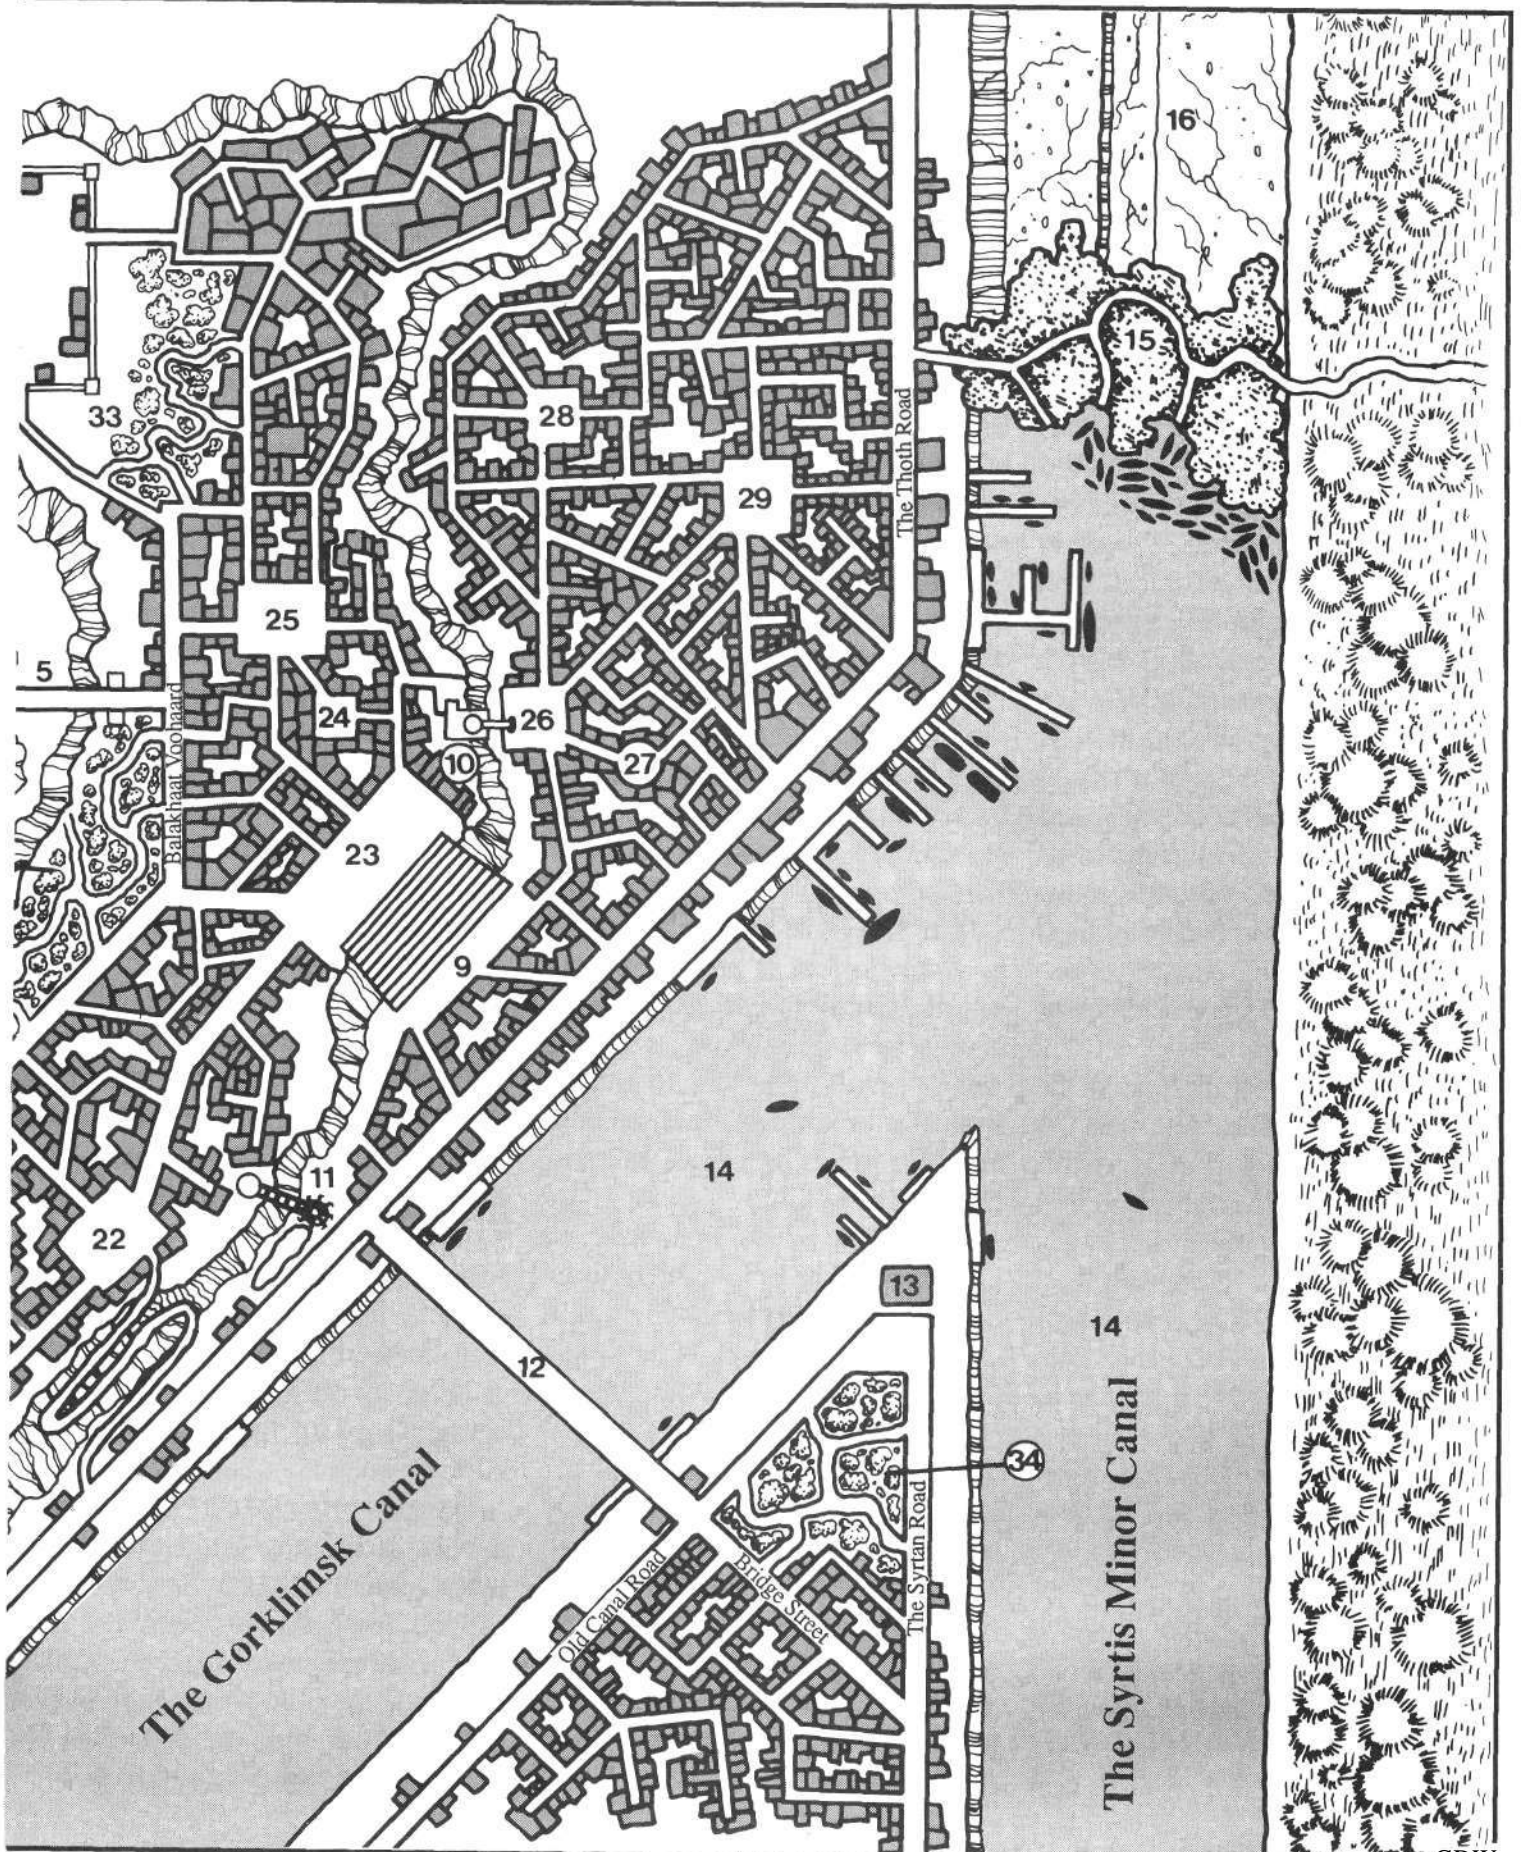 16
15
33
28
The Thoth Road
29
25
5
Balakhaat Voohaard
24
26
10
27
23
9
14
11
22
13
14
12
34
The Gorklimsk Canal
The Syrtis Minor Canal
The Syrtan Road
Bridge Street
Old Canal Road